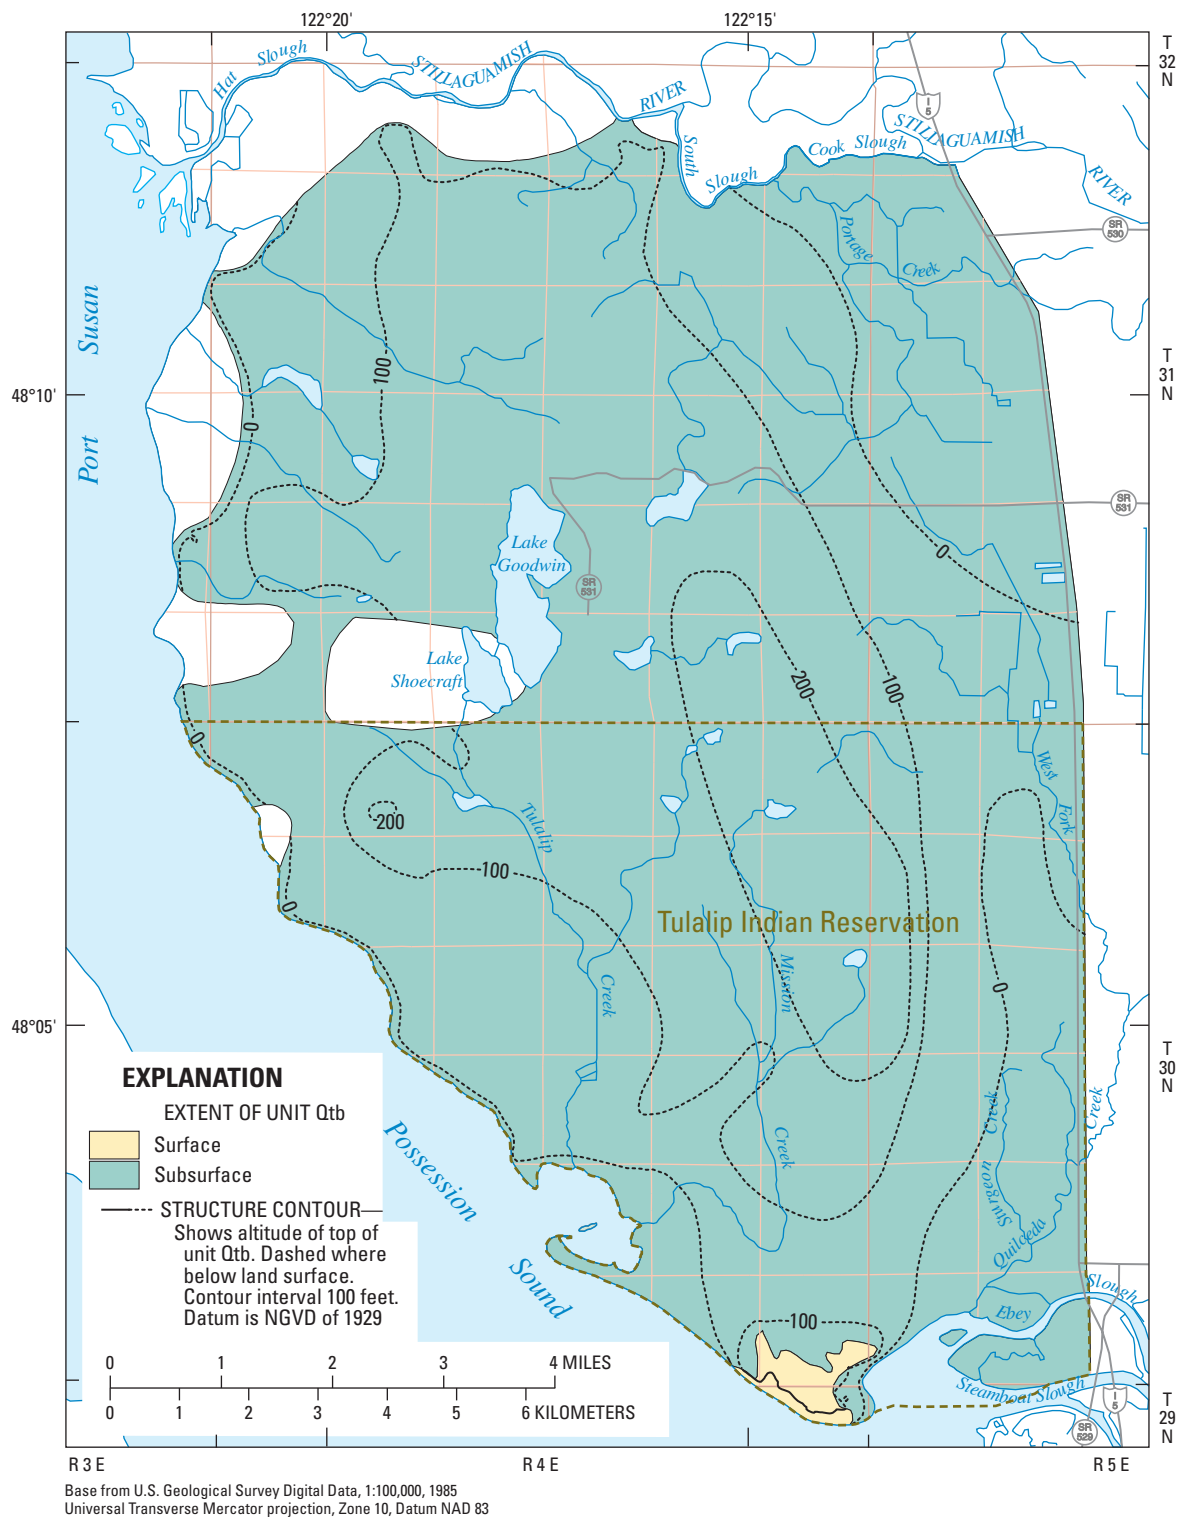 122°20'
122°15'
T
32
N
Hat
Slough
STILLAGUAMISH
RIVER
I
5
South
Slough
Cook Slough
STILLAGUAMISH
RIVER
SR
530
Portage
Creek
Port Susan
100
0
T
31
N
48°10'
SR
531
Lake
Goodwin
SR
531
0
Lake
Shoecraft
200
100
0
West
Fork
200
Tulalip
100
0
Tulalip Indian Reservation
Mission
Creek
0
48°05'
T
30
N
Creek
Creek
Creek
Sturgeon
Quilceda
Possession
Sound
Slough
Ebey
100
Steamboat Slough
I
5
SR
529
T
29
N
EXPLANATION
EXTENT OF UNIT Qtb
Surface
Subsurface
STRUCTURE CONTOUR—
Shows altitude of top of
unit Qtb. Dashed where
below land surface.
Contour interval 100 feet.
Datum is NGVD of 1929
0 1 2 3 4 MILES
0 1 2 3 4 5 6 KILOMETERS
R 3 E
R 4 E
R 5 E
Base from U.S. Geological Survey Digital Data, 1:100,000, 1985
Universal Transverse Mercator projection, Zone 10, Datum NAD 83